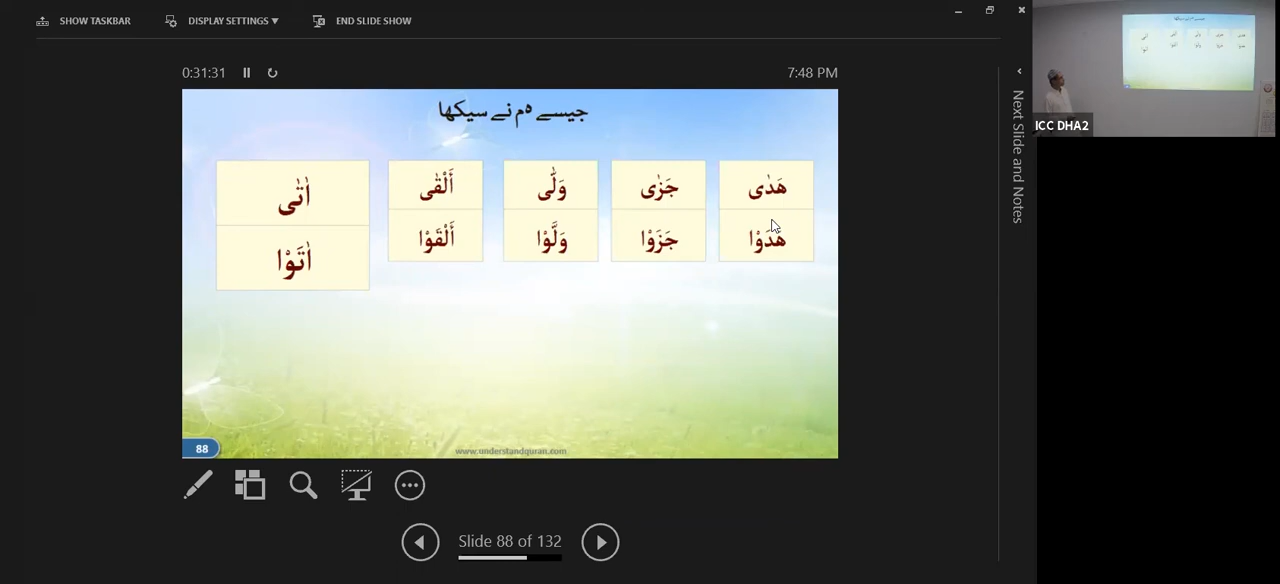 SHOW TASKBAR DISPLAY SETTINGS ▼ END SLIDE SHOW
0:31:31 7:48 PM
جیسے ہم نے سیکھا
هَدٰى جَزٰى وَلّٰى أَلْقٰى اٰتٰى
هَدَوْا جَزَوْا وَلَّوْا أَلْقَوْا اٰتَوْا
88
www.understandquran.com
Slide 88 of 132
Next Slide and Notes
ICC DHA2